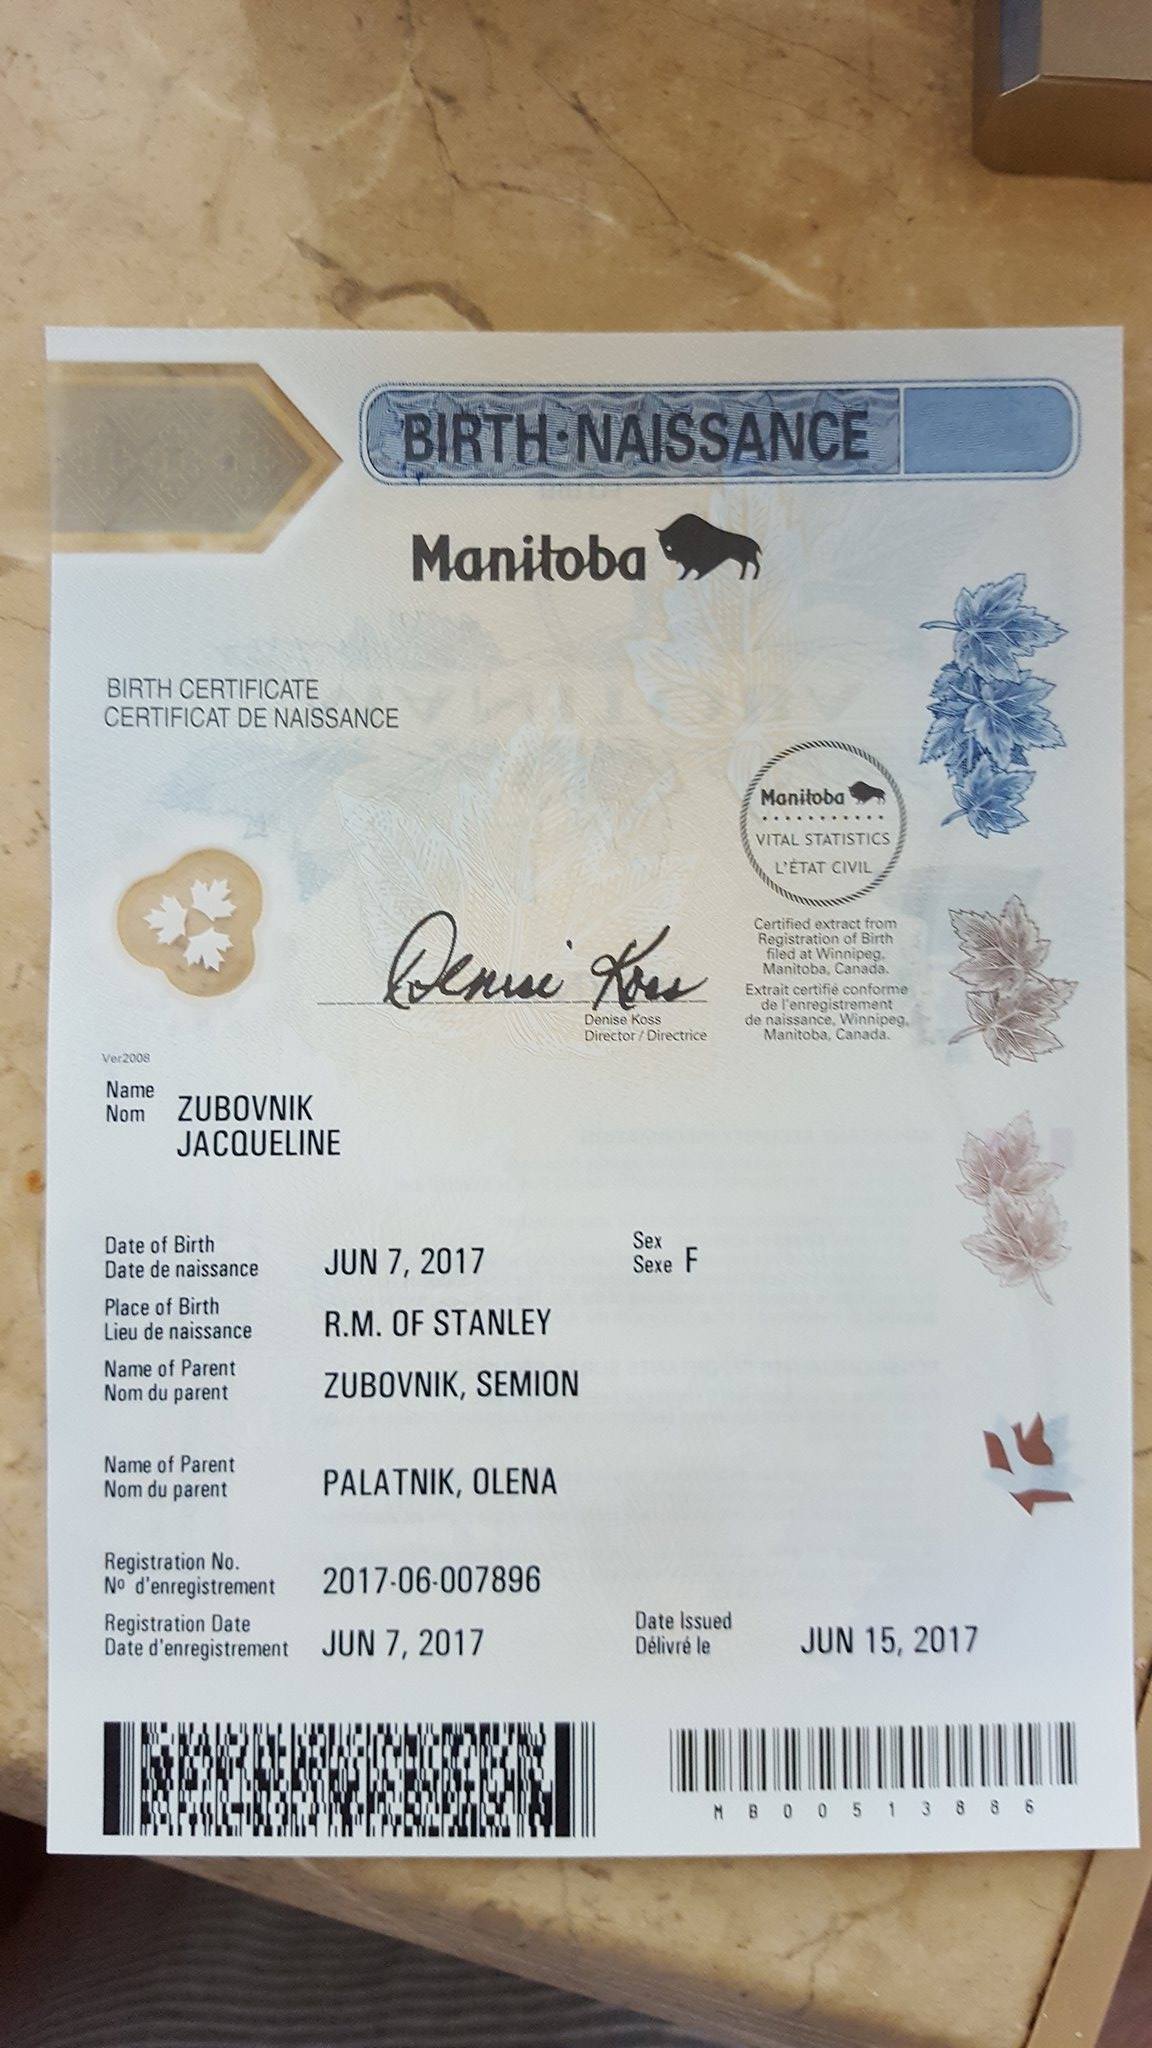 BIRTH·NAISSANCE
Manitoba
BIRTH CERTIFICATE
CERTIFICAT DE NAISSANCE
Manitoba
VITAL STATISTICS
L'ÉTAT CIVIL
Certified extract from
Registration of Birth
filed at Winnipeg,
Manitoba, Canada.
Extrait certifié conforme
de l'enregistrement
de naissance, Winnipeg,
Manitoba, Canada.
Denise Koss
Denise Koss
Director / Directrice
Ver2008
Name
Nom
ZUBOVNIK
JACQUELINE
Date of Birth
Date de naissance
JUN 7, 2017
Sex
Sexe F
Place of Birth
Lieu de naissance
R.M. OF STANLEY
Name of Parent
Nom du parent
ZUBOVNIK, SEMION
Name of Parent
Nom du parent
PALATNIK, OLENA
Registration No.
Nº d'enregistrement
2017-06-007896
Registration Date
Date d'enregistrement
JUN 7, 2017
Date Issued
Délivré le
JUN 15, 2017
MB00513886